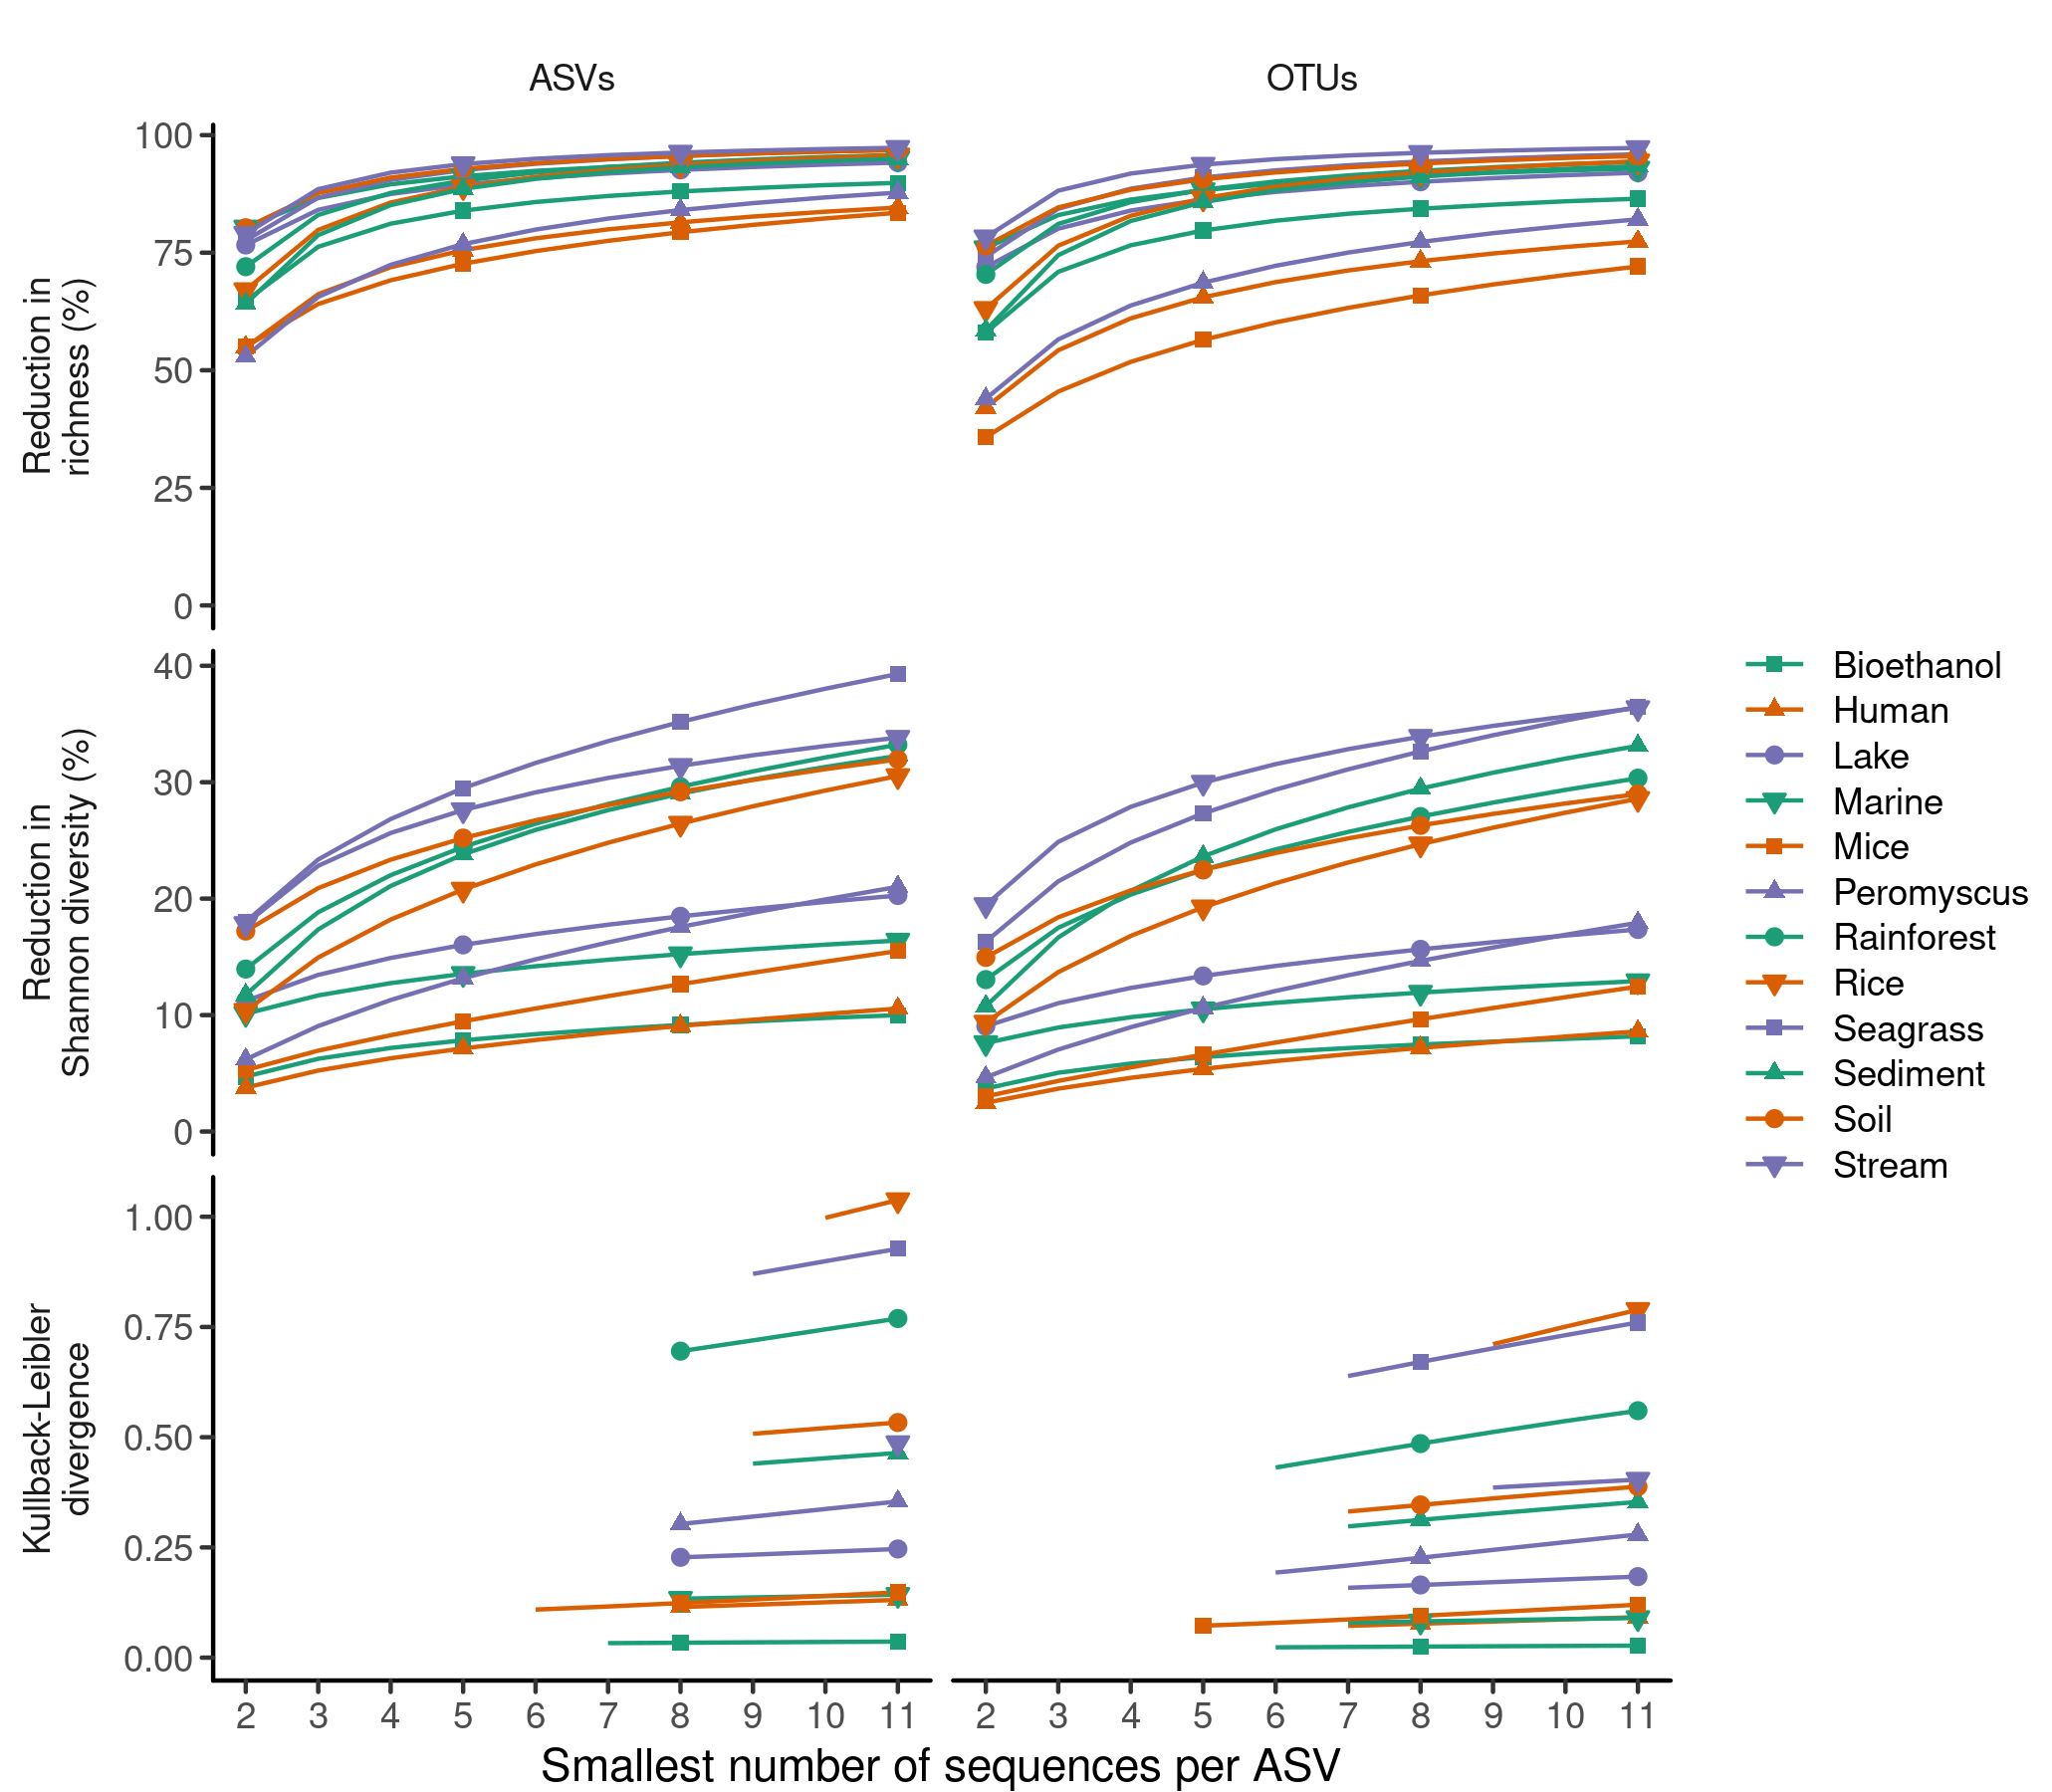 ASVs
OTUs
Reduction in
richness (%)
100
75
50
25
0
Reduction in
Shannon diversity (%)
40
30
20
10
0
Kullback-Leibler
divergence
1.00
0.75
0.50
0.25
0.00
2 3 4 5 6 7 8 9 10 11
2 3 4 5 6 7 8 9 10 11
Smallest number of sequences per ASV
Bioethanol
Human
Lake
Marine
Mice
Peromyscus
Rainforest
Rice
Seagrass
Sediment
Soil
Stream